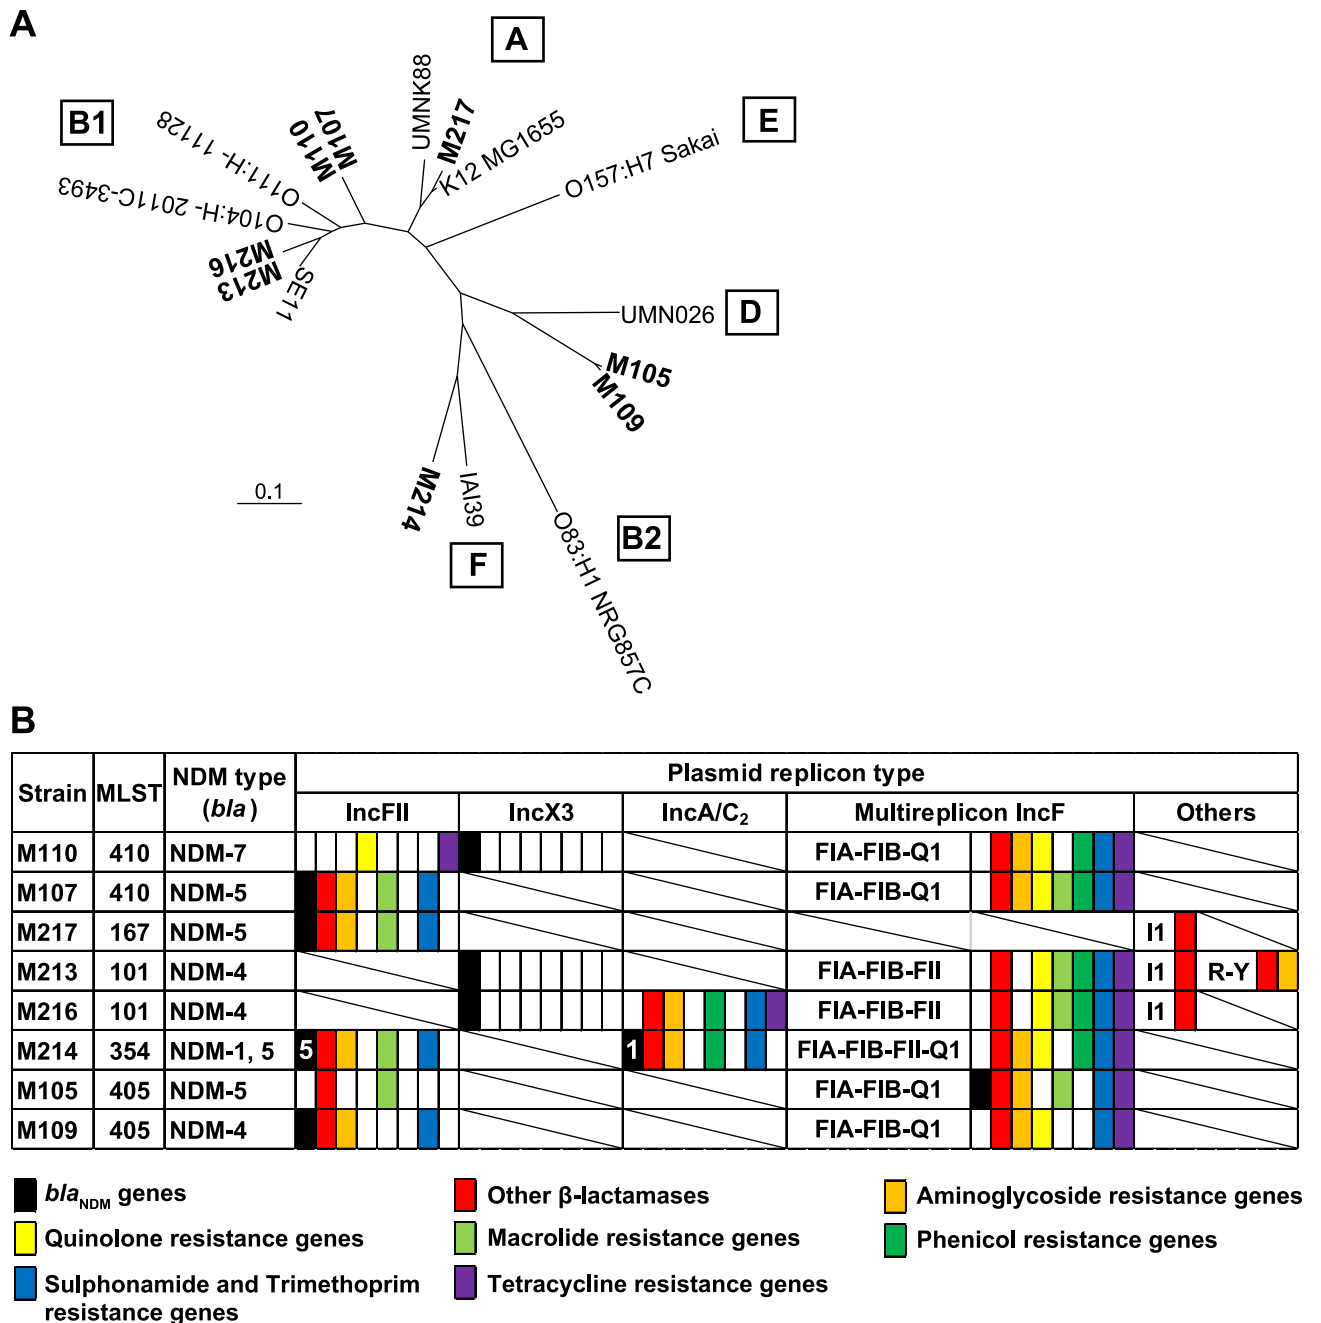 A
A
B1
E
UMNK88
M217
K12 MG1655
O157:H7 Sakai
M107
M110
O111:H- 11128
O104:H- 2011C-3493
M216
M213
SE11
UMN026
D
M105
M109
M214
IAI39
F
O83:H1 NRG857C
B2
0.1
B
Strain MLST NDM type (bla) Plasmid replicon type
IncFII IncX3 IncA/C2 Multireplicon IncF Others
M110 410 NDM-7 FIA-FIB-Q1
M107 410 NDM-5 FIA-FIB-Q1
M217 167 NDM-5 I1
M213 101 NDM-4 FIA-FIB-FII I1 R-Y
M216 101 NDM-4 FIA-FIB-FII I1
M214 354 NDM-1, 5 5 1 FIA-FIB-FII-Q1
M105 405 NDM-5 FIA-FIB-Q1
M109 405 NDM-4 FIA-FIB-Q1
blaNDM genes
Other β-lactamases
Aminoglycoside resistance genes
Quinolone resistance genes
Macrolide resistance genes
Phenicol resistance genes
Sulphonamide and Trimethoprim
resistance genes
Tetracycline resistance genes